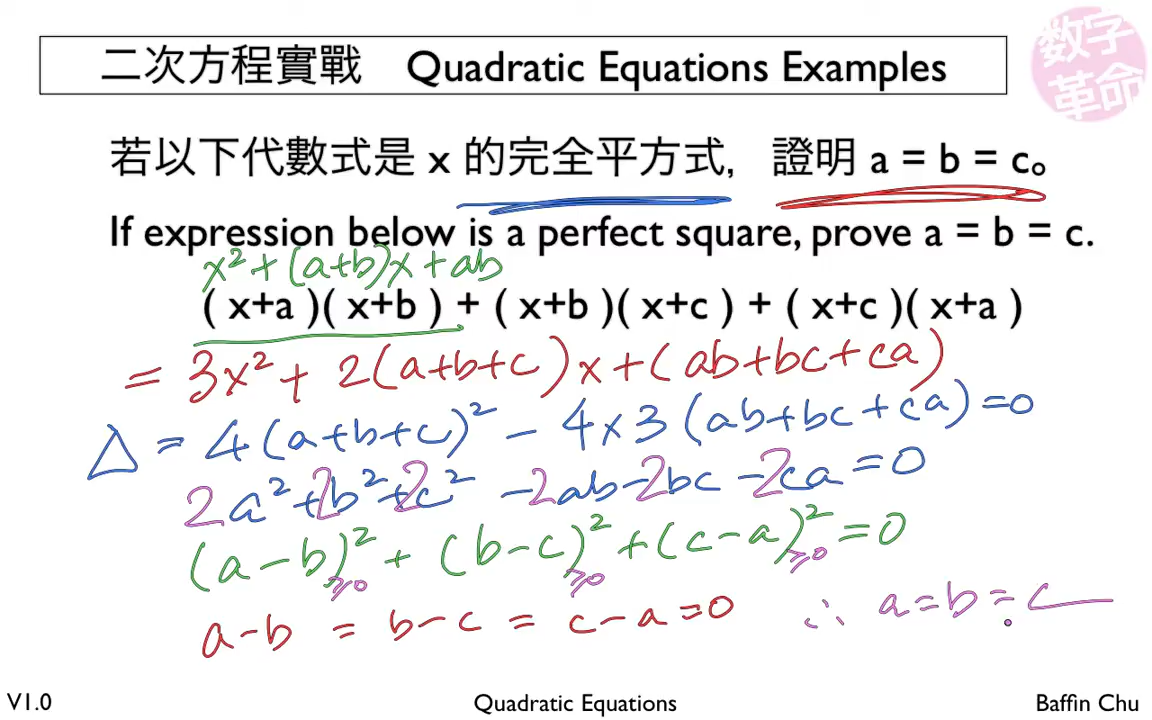 二次方程實戰 Quadratic Equations Examples
数字
革命
若以下代數式是 x 的完全平方式, 證明 a = b = c。
If expression below is a perfect square, prove a = b = c.
x² + (a+b)x + ab
( x+a )( x+b ) + ( x+b )( x+c ) + ( x+c )( x+a )
= 3x² + 2(a+b+c)x + (ab+bc+ca)
△ = 4(a+b+c)² - 4×3(ab+bc+ca) = 0
2a² + 2b² + 2c² - 2ab - 2bc - 2ca = 0
(a-b)² + (b-c)² + (c-a)² = 0
≥0 ≥0 ≥0
a-b = b-c = c-a = 0 ∴ a=b=c
V1.0 Quadratic Equations Baffin Chu